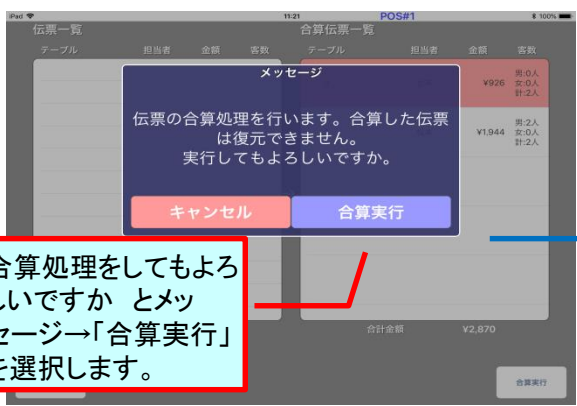 iPad 11:21 POS#1 100%
伝票一覧 合算伝票一覧
テーブル 担当者 金額 客数 テーブル 担当者 金額 客数
メッセージ
伝票の合算処理を行います。合算した伝票
は復元できません。
実行してもよろしいですか。
キャンセル 合算実行
¥926 男:0人
女:0人
計:2人
¥1,944 男:2人
女:0人
計:2人
合計金額 ¥2,870
合算実行
合算処理をしてもよろ
しいですか とメッ
セージ→「合算実行」
を選択します。